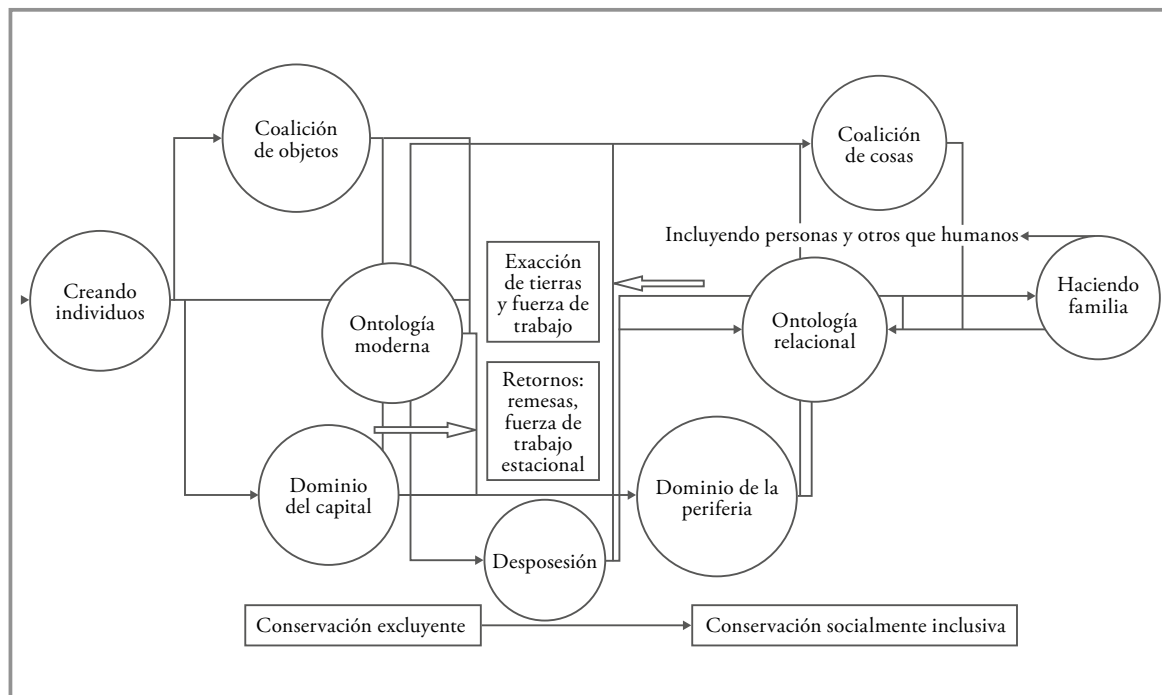 Coalición
de objetos
Coalición
de cosas
Incluyendo personas y otros que humanos
Creando
individuos
Ontología
moderna
Exacción
de tierras
y fuerza de
trabajo
Ontología
relacional
Haciendo
familia
Retornos:
remesas,
fuerza de
trabajo
estacional
Dominio
del capital
Dominio de la
periferia
Desposesión
Conservación excluyente
Conservación socialmente inclusiva